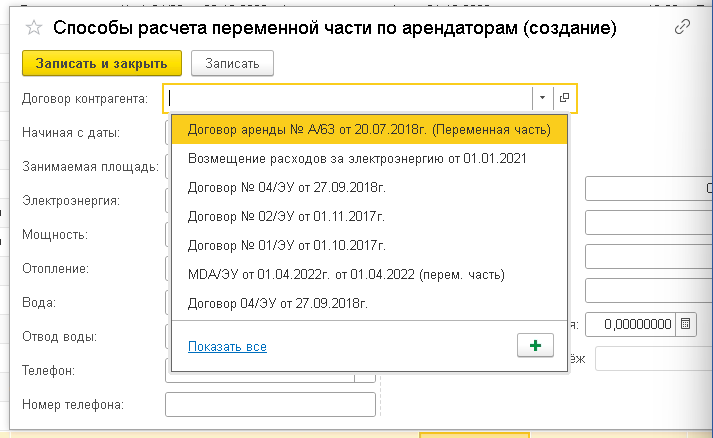 Способы расчета переменной части по арендаторам (создание)
Записать и закрыть
Записать
Договор контрагента:
Начиная с даты:
Занимаемая площадь:
Электроэнергия:
Мощность:
Отопление:
Вода:
Отвод воды:
Телефон:
Номер телефона:
Договор аренды № А/63 от 20.07.2018г. (Переменная часть)
Возмещение расходов за электроэнергию от 01.01.2021
Договор № 04/ЭУ от 27.09.2018г.
Договор № 02/ЭУ от 01.11.2017г.
Договор № 01/ЭУ от 01.10.2017г.
MDA/ЭУ от 01.04.2022г. от 01.04.2022 (перем. часть)
Договор 04/ЭУ от 27.09.2018г.
Показать все
я:
0,00000000
ёж